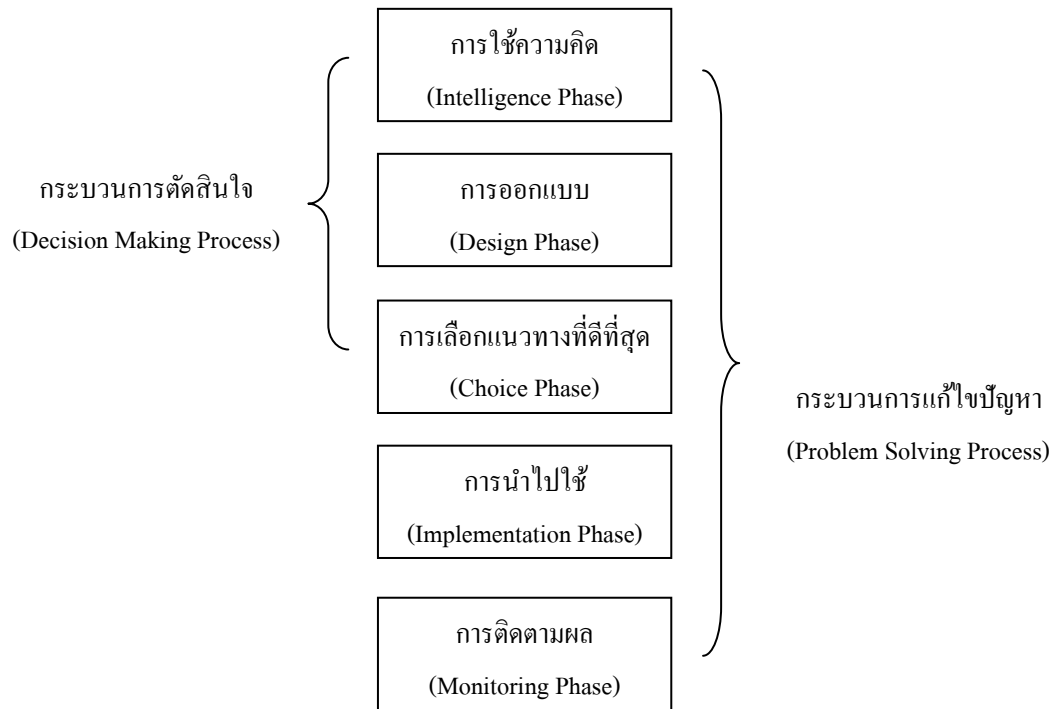 การใช้ความคิด
(Intelligence Phase)
กระบวนการตัดสินใจ
(Decision Making Process)
การออกแบบ
(Design Phase)
การเลือกแนวทางที่ดีที่สุด
(Choice Phase)
กระบวนการแก้ไขปัญหา
(Problem Solving Process)
การนำไปใช้
(Implementation Phase)
การติดตามผล
(Monitoring Phase)